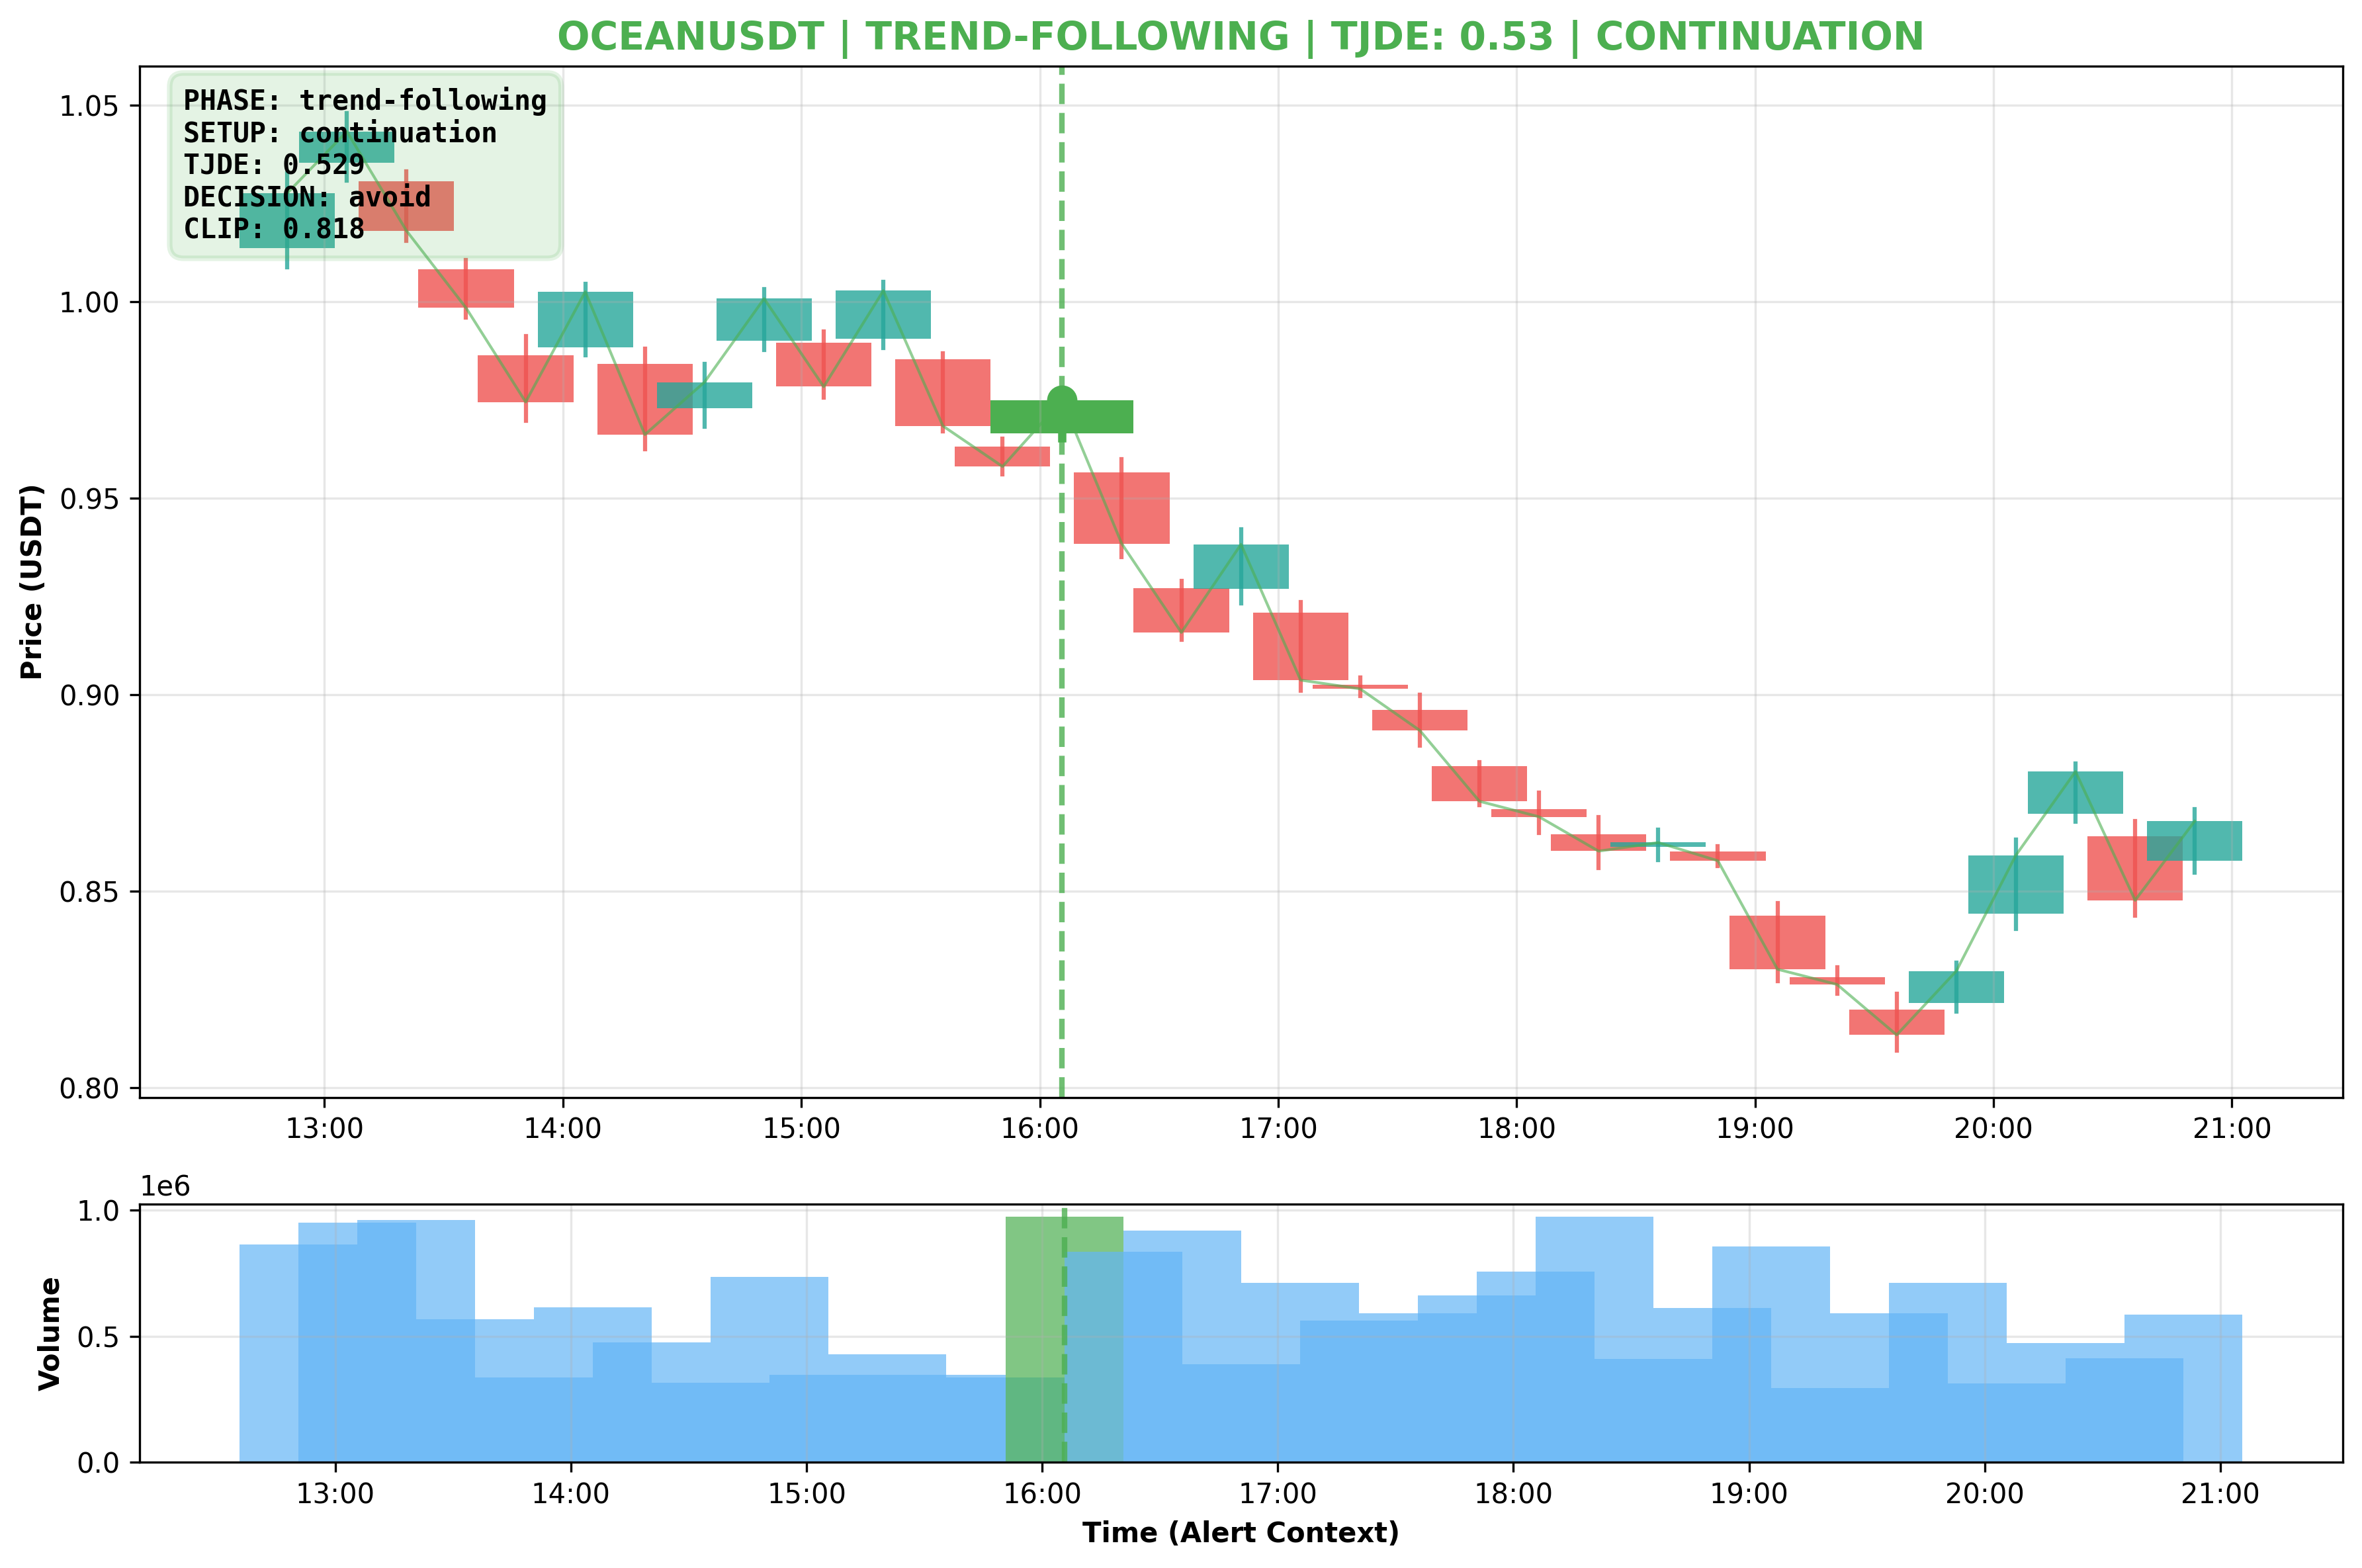 OCEANUSDT | TREND-FOLLOWING | TJDE: 0.53 | CONTINUATION
PHASE: trend-following
SETUP: continuation
TJDE: 0.529
DECISION: avoid
CLIP: 0.818
Price (USDT)
1.05
1.00
0.95
0.90
0.85
0.80
13:00 14:00 15:00 16:00 17:00 18:00 19:00 20:00 21:00
1e6
Volume
1.0
0.5
0.0
13:00 14:00 15:00 16:00 17:00 18:00 19:00 20:00 21:00
Time (Alert Context)